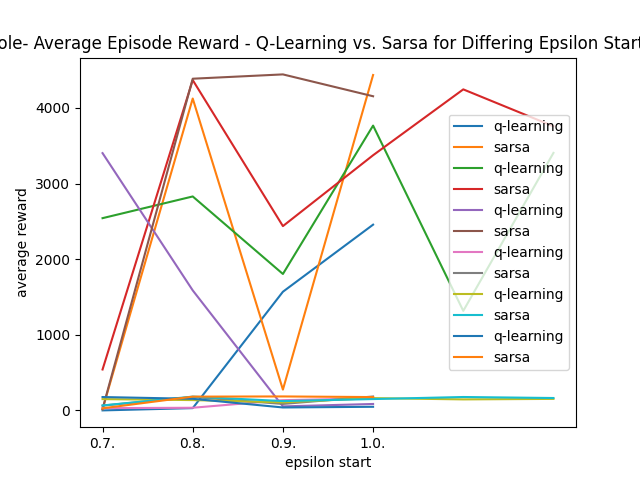 ole- Average Episode Reward - Q-Learning vs. Sarsa for Differing Epsilon Start
average reward
4000
3000
2000
1000
0
0.7.
0.8.
0.9.
1.0.
epsilon start
q-learning
sarsa
q-learning
sarsa
q-learning
sarsa
q-learning
sarsa
q-learning
sarsa
q-learning
sarsa